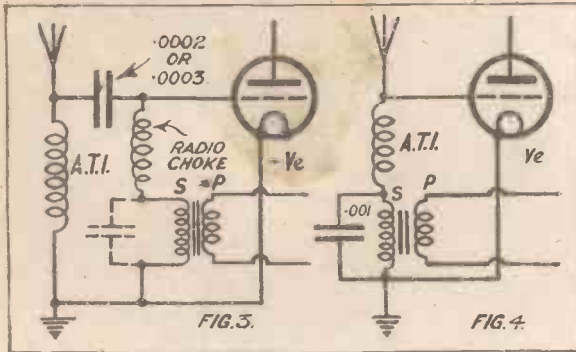 .0002
OR
.0003
A.T.I.
RADIO
CHOKE
S P
-Ve
FIG.3.
A.T.I.
S P
.001
Ve
FIG.4.